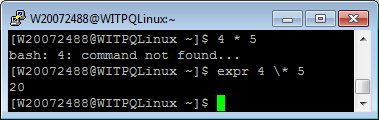 W20072488@WITPQLinux:~
[W20072488@WITPQLinux ~]$ 4 * 5
bash: 4: command not found...
[W20072488@WITPQLinux ~]$ expr 4 \* 5
20
[W20072488@WITPQLinux ~]$